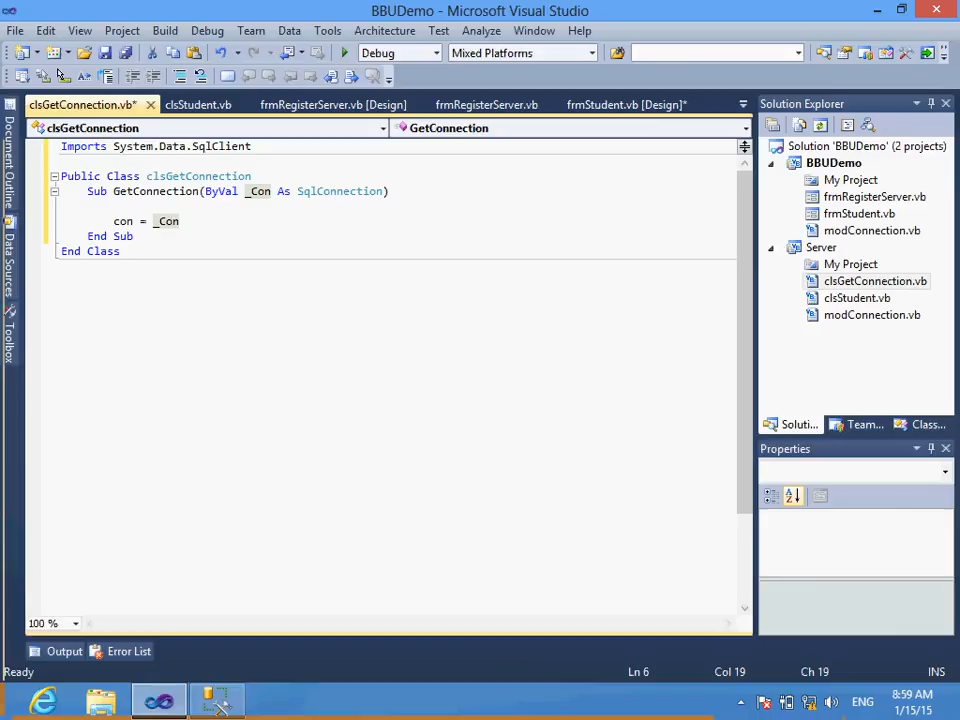 BBUDemo - Microsoft Visual Studio
File Edit View Project Build Debug Team Data Tools Architecture Test Analyze Window Help
Debug Mixed Platforms
clsGetConnection.vb* clsStudent.vb frmRegisterServer.vb [Design] frmRegisterServer.vb frmStudent.vb [Design]*
clsGetConnection GetConnection
Imports System.Data.SqlClient
Public Class clsGetConnection
Sub GetConnection(ByVal _Con As SqlConnection)
con = _Con
End Sub
End Class
Document Outline
Data Sources
Toolbox
Solution Explorer
Solution 'BBUDemo' (2 projects)
BBUDemo
My Project
frmRegisterServer.vb
frmStudent.vb
modConnection.vb
Server
My Project
clsGetConnection.vb
clsStudent.vb
modConnection.vb
Soluti... Team... Class...
Properties
100 %
Output Error List
Ready Ln 6 Col 19 Ch 19 INS
ENG
8:59 AM
1/15/15